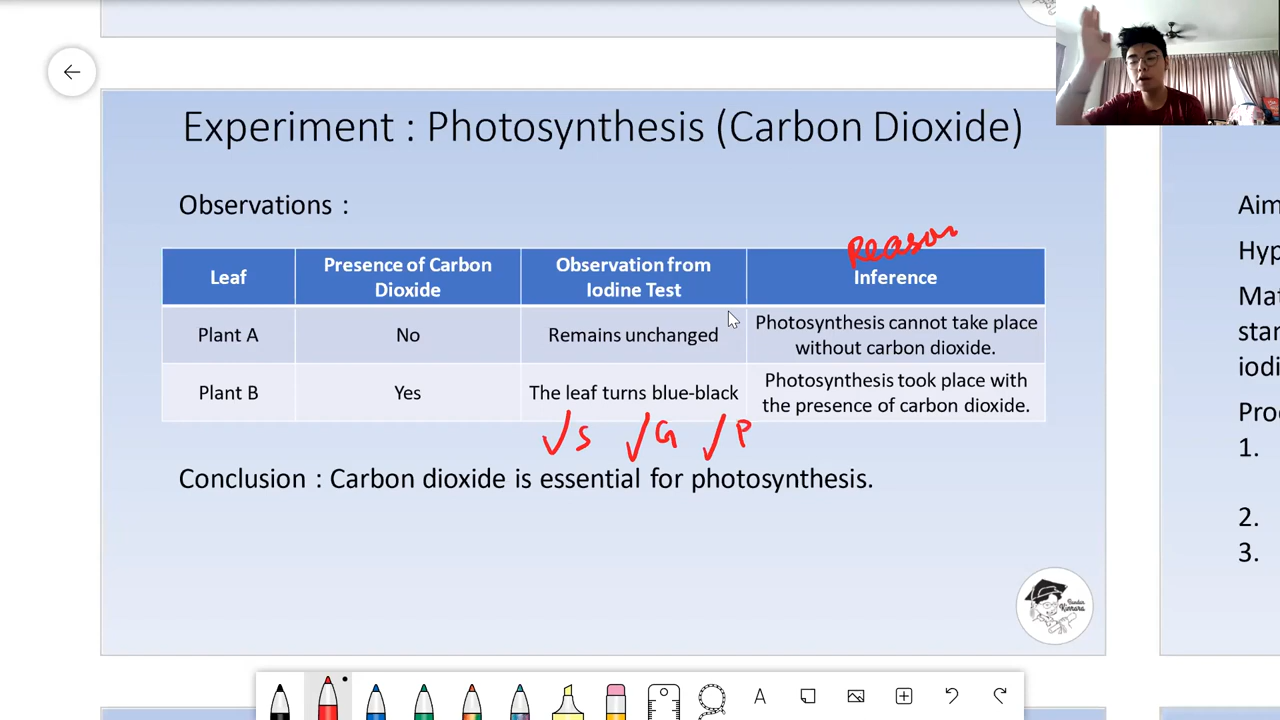 Experiment : Photosynthesis (Carbon Dioxide)
Observations :
Reason
Leaf
Presence of Carbon Dioxide
Observation from Iodine Test
Inference
Plant A
No
Remains unchanged
Photosynthesis cannot take place
without carbon dioxide.
Plant B
Yes
The leaf turns blue-black
Photosynthesis took place with
the presence of carbon dioxide.
✓S ✓G ✓P
Conclusion : Carbon dioxide is essential for photosynthesis.
Aim
Hyp
Mat
star
iodi
Pro
1.
2.
3.
A